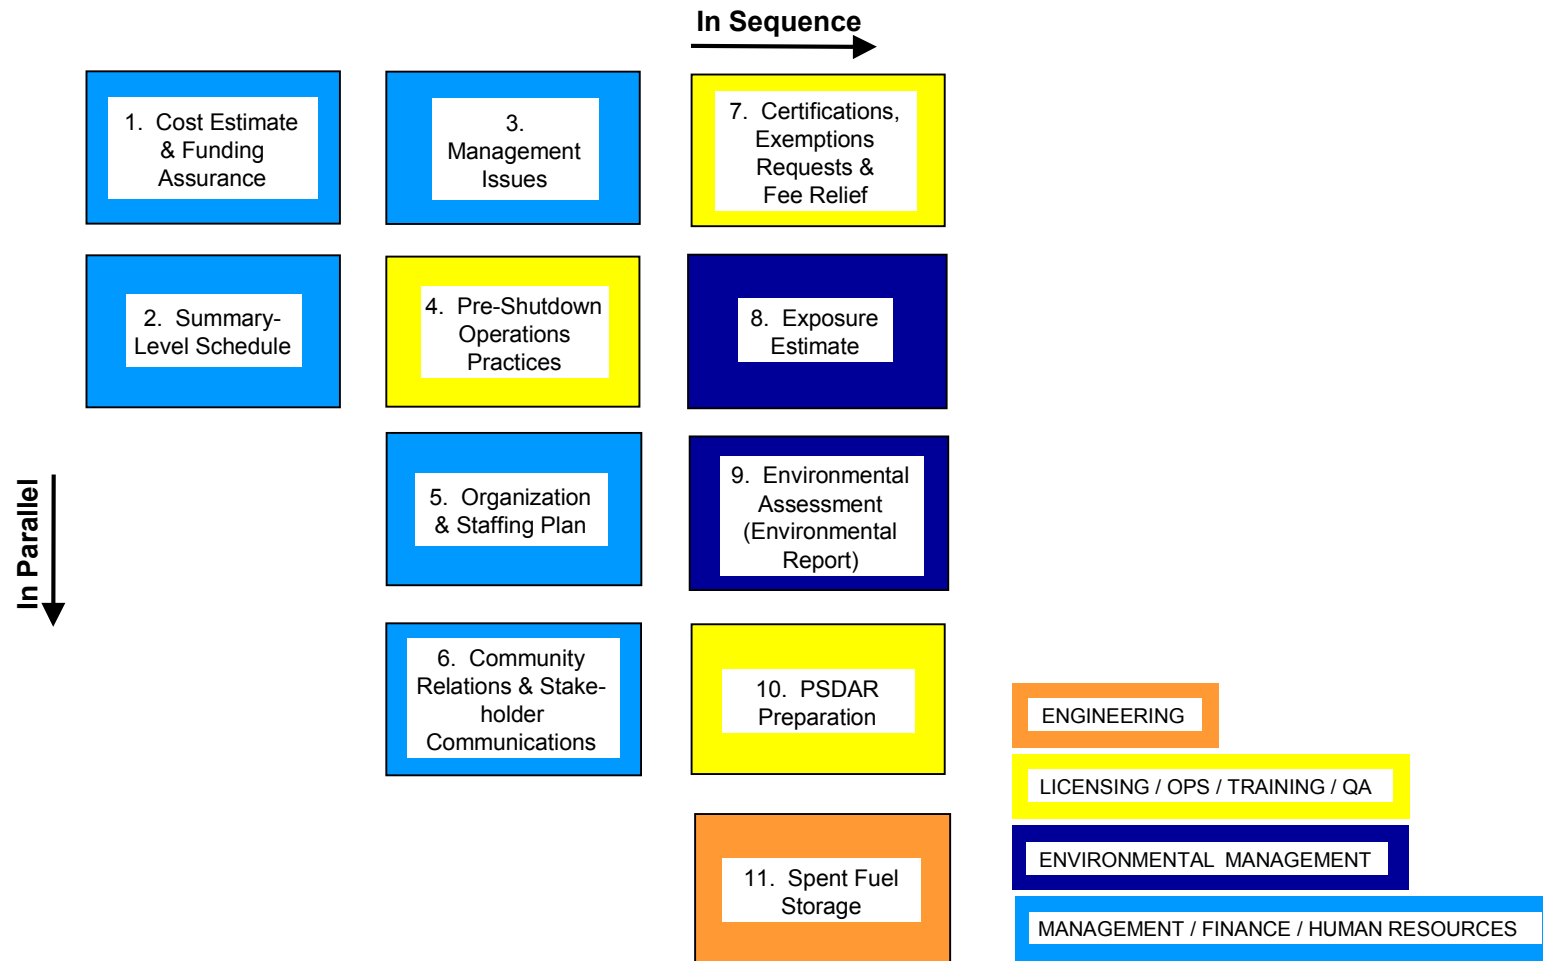 In Sequence
1. Cost Estimate
& Funding
Assurance
3.
Management
Issues
7. Certifications,
Exemptions
Requests &
Fee Relief
2. Summary-
Level Schedule
4. Pre-Shutdown
Operations
Practices
8. Exposure
Estimate
In Parallel
5. Organization
& Staffing Plan
9. Environmental
Assessment
(Environmental
Report)
6. Community
Relations & Stake-
holder
Communications
10. PSDAR
Preparation
11. Spent Fuel
Storage
ENGINEERING
LICENSING / OPS / TRAINING / QA
ENVIRONMENTAL MANAGEMENT
MANAGEMENT / FINANCE / HUMAN RESOURCES